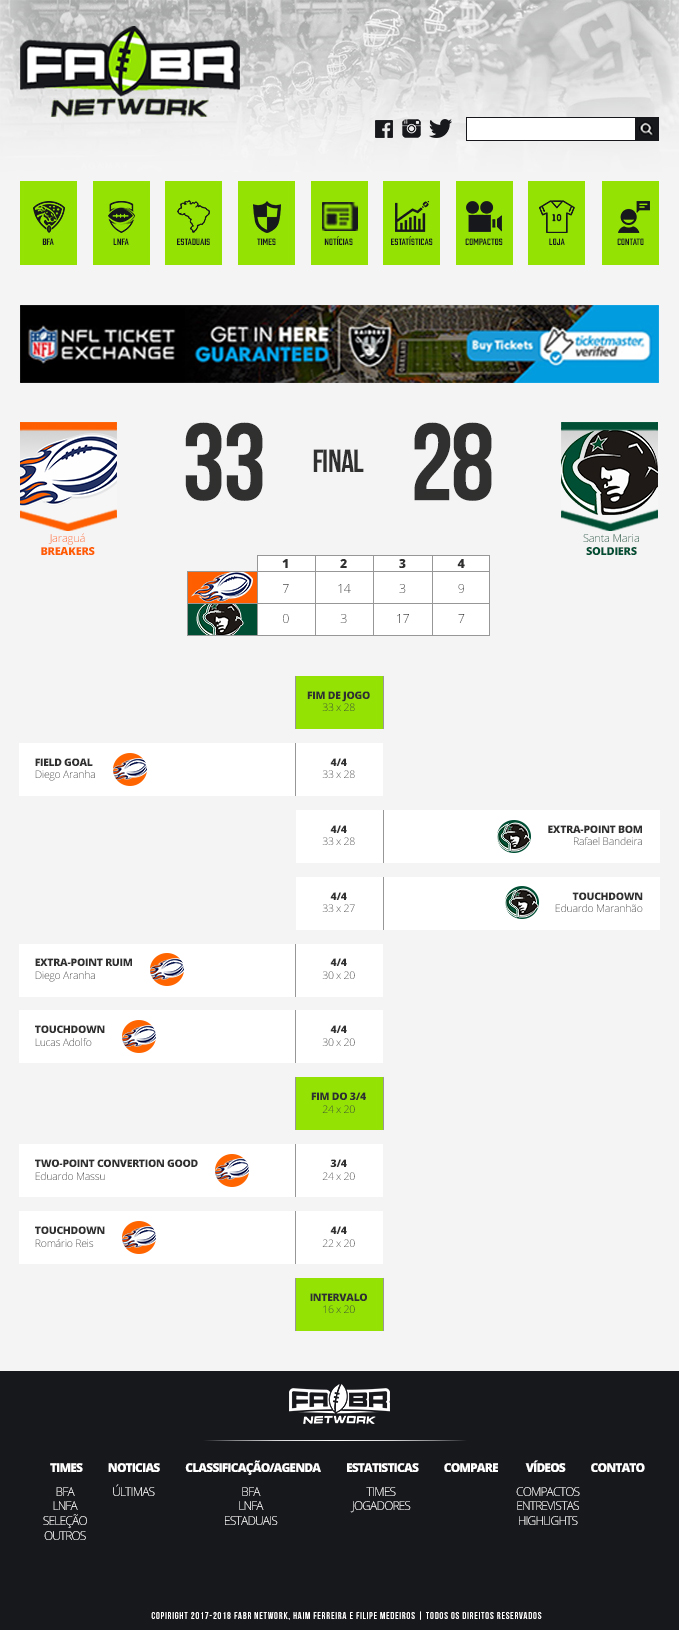 FABR
NETWORK
BFA
LNFA
ESTADUAIS
TIMES
NOTÍCIAS
ESTATÍSTICAS
COMPACTOS
10
LOJA
CONTATO
NFL
NFL TICKET
EXCHANGE
GET IN HERE
GUARANTEED
RAIDERS
Buy Tickets
ticketmaster
verified
33
FINAL
28
Jaraguá
BREAKERS
Santa Maria
SOLDIERS
1 2 3 4
7 14 3 9
0 3 17 7
FIM DE JOGO
33 x 28
FIELD GOAL
Diego Aranha
4/4
33 x 28
4/4
33 x 28
EXTRA-POINT BOM
Rafael Bandeira
4/4
33 x 27
TOUCHDOWN
Eduardo Maranhão
EXTRA-POINT RUIM
Diego Aranha
4/4
30 x 20
TOUCHDOWN
Lucas Adolfo
4/4
30 x 20
FIM DO 3/4
24 x 20
TWO-POINT CONVERTION GOOD
Eduardo Massu
3/4
24 x 20
TOUCHDOWN
Romário Reis
4/4
22 x 20
INTERVALO
16 x 20
FABR
NETWORK
TIMES
BFA
LNFA
SELEÇÃO
OUTROS
NOTICIAS
ÚLTIMAS
CLASSIFICAÇÃO/AGENDA
BFA
LNFA
ESTADUAIS
ESTATISTICAS
TIMES
JOGADORES
COMPARE
VÍDEOS
COMPACTOS
ENTREVISTAS
HIGHLIGHTS
CONTATO
COPIRIGHT 2017-2018 FABR NETWORK, HAIM FERREIRA E FILIPE MEDEIROS | TODOS OS DIREITOS RESERVADOS